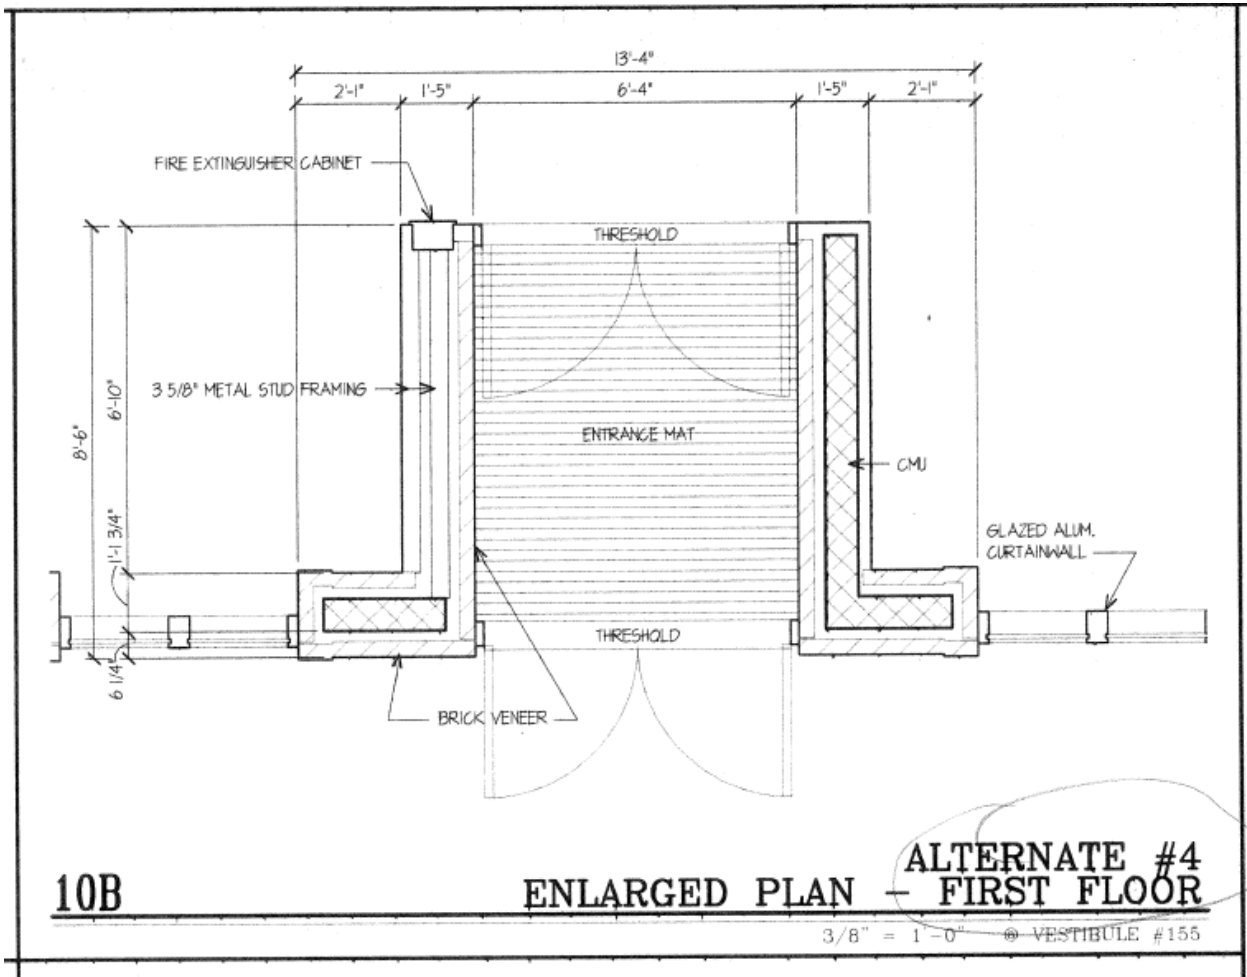 13'-4"
2'-1"
1'-5"
6'-4"
1'-5"
2'-1"
FIRE EXTINGUISHER CABINET
THRESHOLD
3 5/8" METAL STUD FRAMING
6'-10"
8'-6"
ENTRANCE MAT
CMU
GLAZED ALUM.
CURTAINWALL
1'-1 3/4"
THRESHOLD
6 1/4"
BRICK VENEER
ALTERNATE #4
10B
ENLARGED PLAN - FIRST FLOOR
3/8" = 1'-0" @ VESTIBULE #155